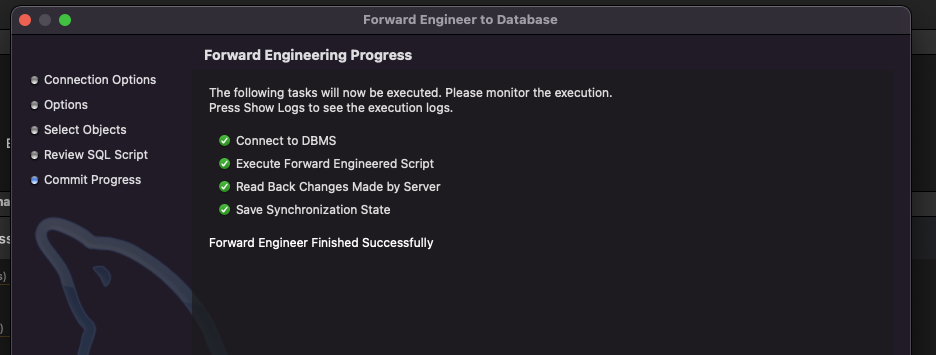 Forward Engineer to Database
Forward Engineering Progress
Connection Options
Options
Select Objects
Review SQL Script
Commit Progress
The following tasks will now be executed. Please monitor the execution.
Press Show Logs to see the execution logs.
Connect to DBMS
Execute Forward Engineered Script
Read Back Changes Made by Server
Save Synchronization State
Forward Engineer Finished Successfully